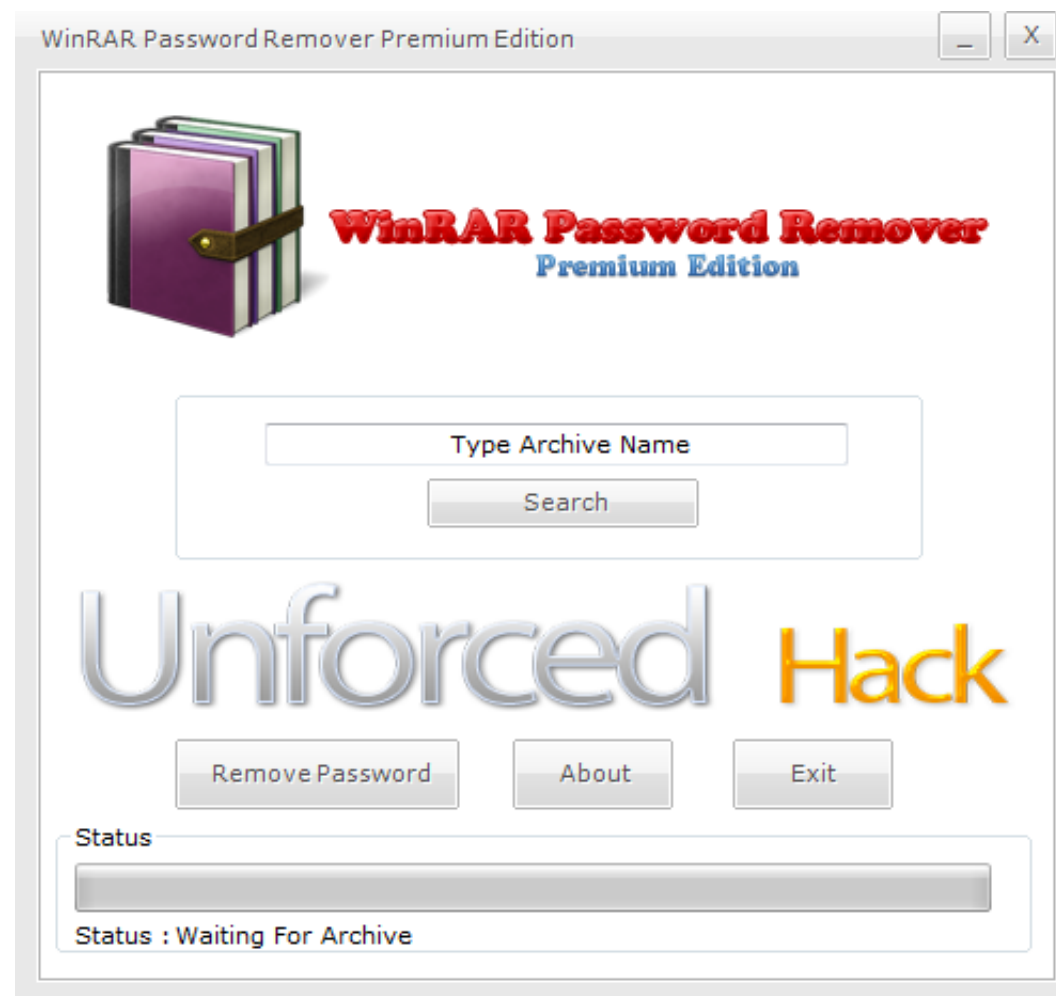 WinRAR Password Remover Premium Edition
_ X
WinRAR Password Remover
Premium Edition
Type Archive Name
Search
Unforced Hack
Remove Password About Exit
Status
Status : Waiting For Archive